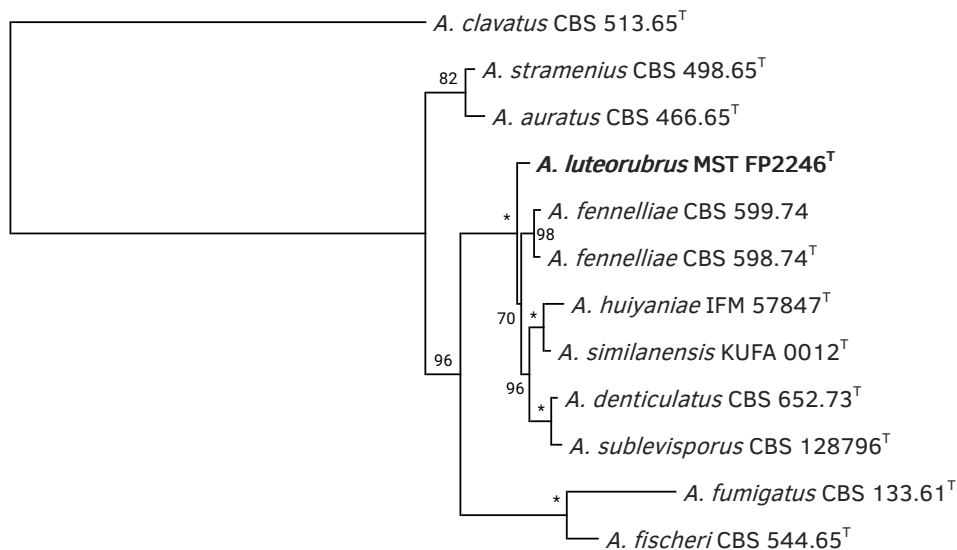 A. clavatus CBS 513.65T
82
A. stramenius CBS 498.65T
A. auratus CBS 466.65T
A. luteorubrus MST FP2246T
*
A. fennelliae CBS 599.74
98
A. fennelliae CBS 598.74T
A. huiyaniae IFM 57847T
*
70
A. similanensis KUFA 0012T
96
96
A. denticulatus CBS 652.73T
*
A. sublevisporus CBS 128796T
A. fumigatus CBS 133.61T
*
A. fischeri CBS 544.65T